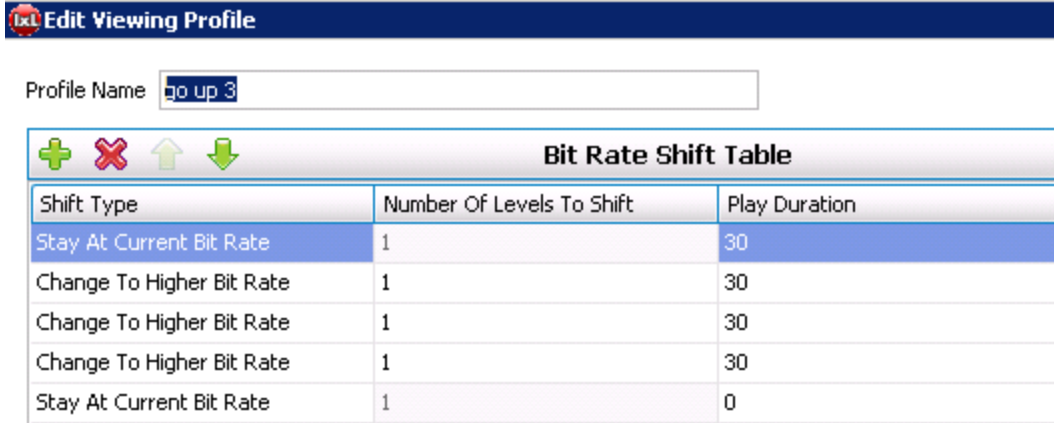 IxL Edit Viewing Profile
Profile Name go up 3
Bit Rate Shift Table
Shift Type Number Of Levels To Shift Play Duration
Stay At Current Bit Rate 1 30
Change To Higher Bit Rate 1 30
Change To Higher Bit Rate 1 30
Change To Higher Bit Rate 1 30
Stay At Current Bit Rate 1 0